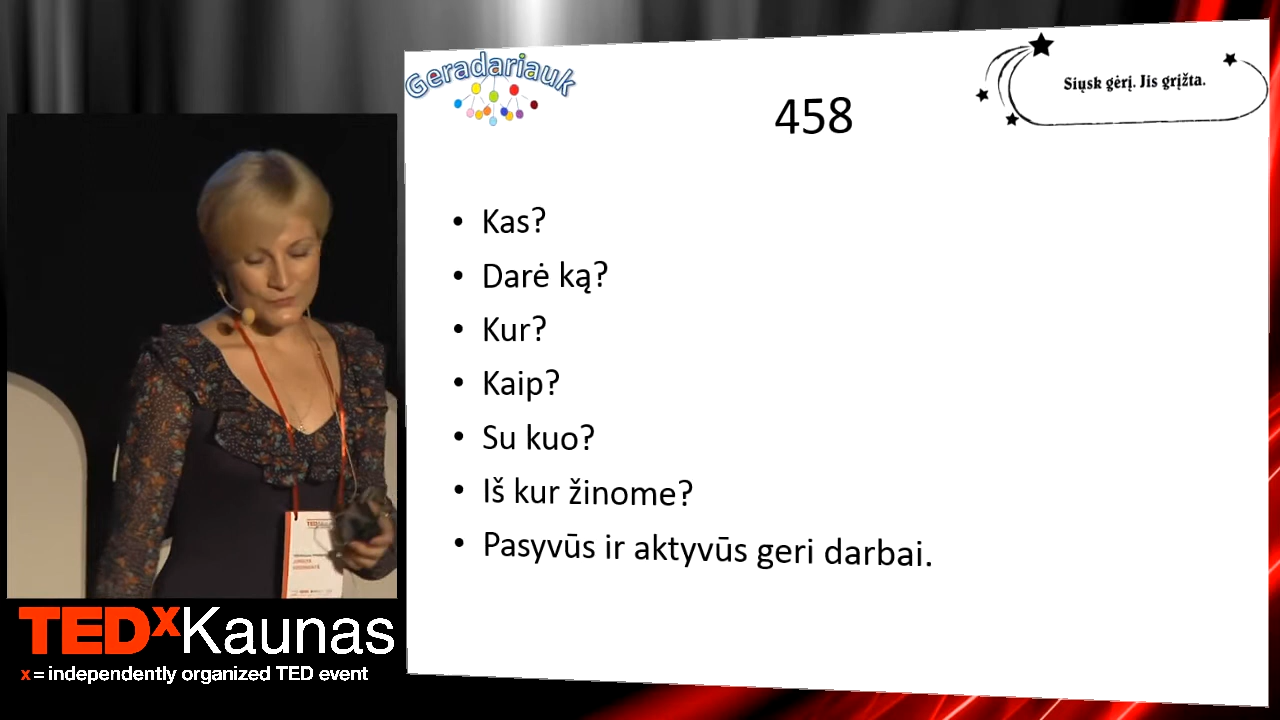 Geradariauk
458
Siųsk gėrį. Jis grįžta.
• Kas?
• Darė ką?
• Kur?
• Kaip?
• Su kuo?
• Iš kur žinome?
• Pasyvūs ir aktyvūs geri darbai.
TEDxKaunas
x = independently organized TED event